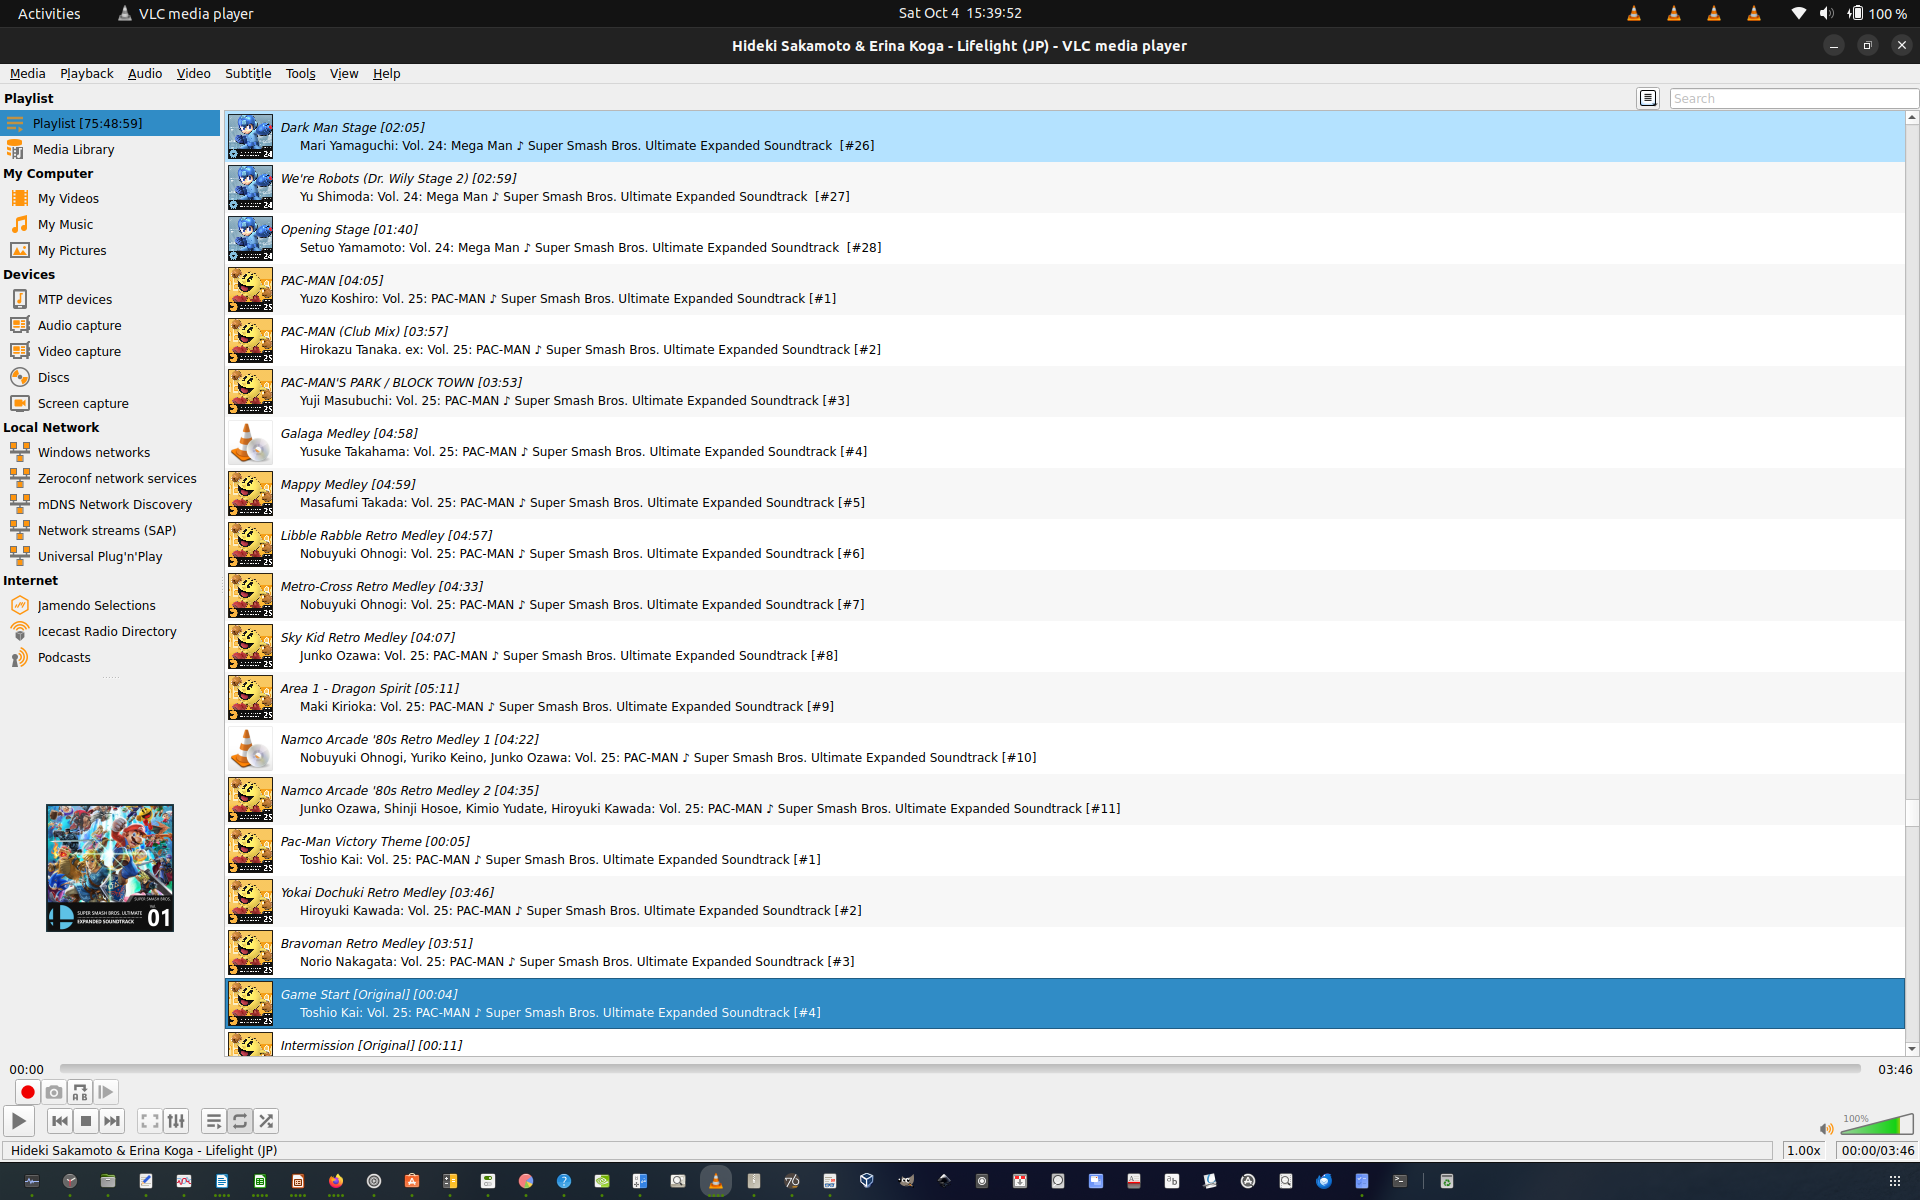 Activities
VLC media player
Sat Oct 4 15:39:52
100 %
Hideki Sakamoto & Erina Koga - Lifelight (JP) - VLC media player
Media Playback Audio Video Subtitle Tools View Help
Playlist
Search
Playlist [75:48:59]
Media Library
My Computer
My Videos
My Music
My Pictures
Devices
MTP devices
Audio capture
Video capture
Discs
Screen capture
Local Network
Windows networks
Zeroconf network services
mDNS Network Discovery
Network streams (SAP)
Universal Plug'n'Play
Internet
Jamendo Selections
Icecast Radio Directory
Podcasts
SUPER SMASH BROS. ULTIMATE
EXPANDED SOUNDTRACK
01
Dark Man Stage [02:05]
Mari Yamaguchi: Vol. 24: Mega Man ♪ Super Smash Bros. Ultimate Expanded Soundtrack [#26]
We're Robots (Dr. Wily Stage 2) [02:59]
Yu Shimoda: Vol. 24: Mega Man ♪ Super Smash Bros. Ultimate Expanded Soundtrack [#27]
Opening Stage [01:40]
Setuo Yamamoto: Vol. 24: Mega Man ♪ Super Smash Bros. Ultimate Expanded Soundtrack [#28]
PAC-MAN [04:05]
Yuzo Koshiro: Vol. 25: PAC-MAN ♪ Super Smash Bros. Ultimate Expanded Soundtrack [#1]
PAC-MAN (Club Mix) [03:57]
Hirokazu Tanaka. ex: Vol. 25: PAC-MAN ♪ Super Smash Bros. Ultimate Expanded Soundtrack [#2]
PAC-MAN'S PARK / BLOCK TOWN [03:53]
Yuji Masubuchi: Vol. 25: PAC-MAN ♪ Super Smash Bros. Ultimate Expanded Soundtrack [#3]
Galaga Medley [04:58]
Yusuke Takahama: Vol. 25: PAC-MAN ♪ Super Smash Bros. Ultimate Expanded Soundtrack [#4]
Mappy Medley [04:59]
Masafumi Takada: Vol. 25: PAC-MAN ♪ Super Smash Bros. Ultimate Expanded Soundtrack [#5]
Libble Rabble Retro Medley [04:57]
Nobuyuki Ohnogi: Vol. 25: PAC-MAN ♪ Super Smash Bros. Ultimate Expanded Soundtrack [#6]
Metro-Cross Retro Medley [04:33]
Nobuyuki Ohnogi: Vol. 25: PAC-MAN ♪ Super Smash Bros. Ultimate Expanded Soundtrack [#7]
Sky Kid Retro Medley [04:07]
Junko Ozawa: Vol. 25: PAC-MAN ♪ Super Smash Bros. Ultimate Expanded Soundtrack [#8]
Area 1 - Dragon Spirit [05:11]
Maki Kirioka: Vol. 25: PAC-MAN ♪ Super Smash Bros. Ultimate Expanded Soundtrack [#9]
Namco Arcade '80s Retro Medley 1 [04:22]
Nobuyuki Ohnogi, Yuriko Keino, Junko Ozawa: Vol. 25: PAC-MAN ♪ Super Smash Bros. Ultimate Expanded Soundtrack [#10]
Namco Arcade '80s Retro Medley 2 [04:35]
Junko Ozawa, Shinji Hosoe, Kimio Yudate, Hiroyuki Kawada: Vol. 25: PAC-MAN ♪ Super Smash Bros. Ultimate Expanded Soundtrack [#11]
Pac-Man Victory Theme [00:05]
Toshio Kai: Vol. 25: PAC-MAN ♪ Super Smash Bros. Ultimate Expanded Soundtrack [#1]
Yokai Dochuki Retro Medley [03:46]
Hiroyuki Kawada: Vol. 25: PAC-MAN ♪ Super Smash Bros. Ultimate Expanded Soundtrack [#2]
Bravoman Retro Medley [03:51]
Norio Nakagata: Vol. 25: PAC-MAN ♪ Super Smash Bros. Ultimate Expanded Soundtrack [#3]
Game Start [Original] [00:04]
Toshio Kai: Vol. 25: PAC-MAN ♪ Super Smash Bros. Ultimate Expanded Soundtrack [#4]
Intermission [Original] [00:11]
00:00
03:46
100%
Hideki Sakamoto & Erina Koga - Lifelight (JP)
1.00x
00:00/03:46